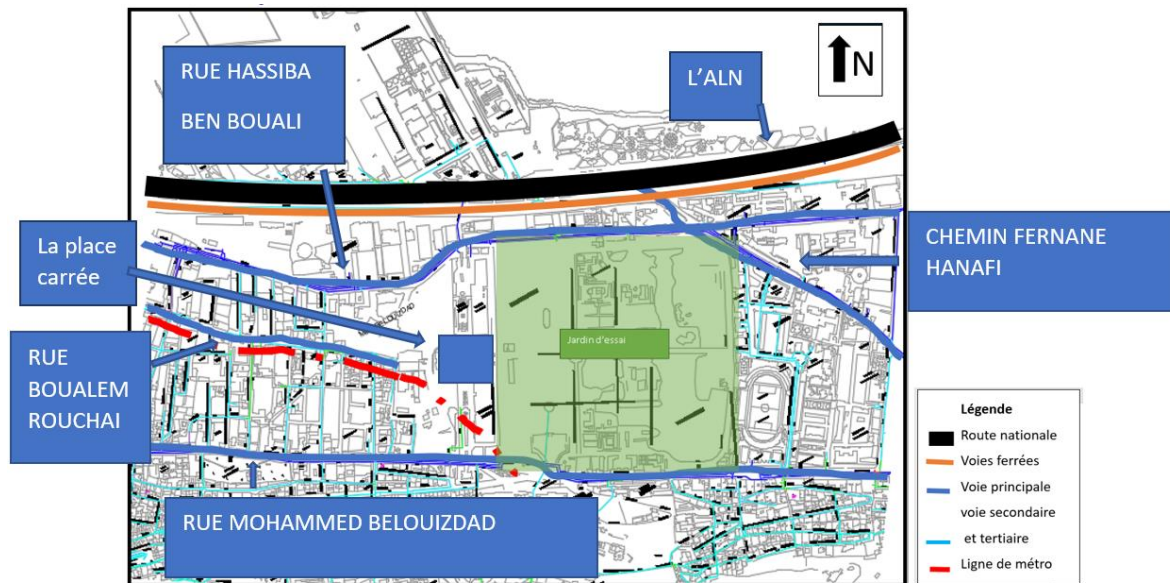 RUE HASSIBA
BEN BOUALI
L’ALN
N
La place
carrée
CHEMIN FERNANE
HANAFI
RUE
BOUALEM
ROUCHAI
Jardin d'essai
RUE MOHAMMED BELOUIZDAD
Légende
Route nationale
Voies ferrées
Voie principale
voie secondaire
et tertiaire
Ligne de métro